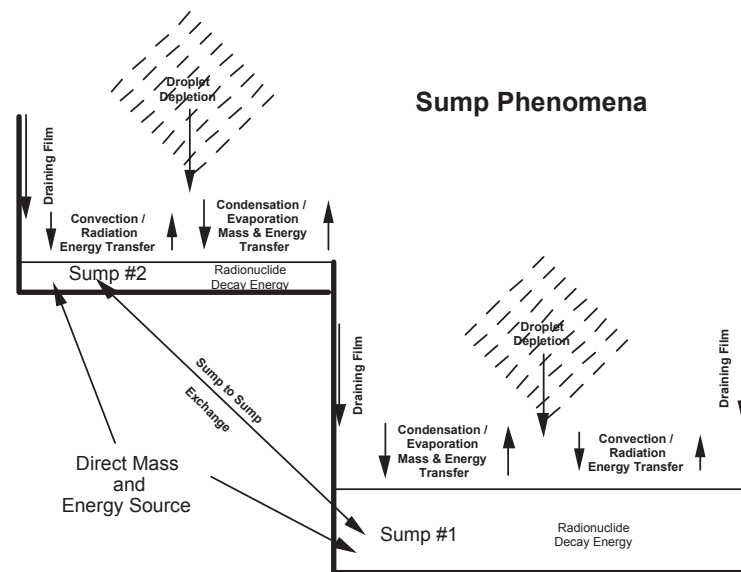 Sump Phenomena
Droplet
Depletion
Draining Film
Convection /
Radiation
Energy Transfer
Condensation /
Evaporation
Mass & Energy
Transfer
Sump #2
Radionuclide
Decay Energy
Sump to Sump
Exchange
Direct Mass
and
Energy Source
Draining Film
Droplet
Depletion
Draining Film
Condensation /
Evaporation
Mass & Energy
Transfer
Convection /
Radiation
Energy Transfer
Sump #1
Radionuclide
Decay Energy